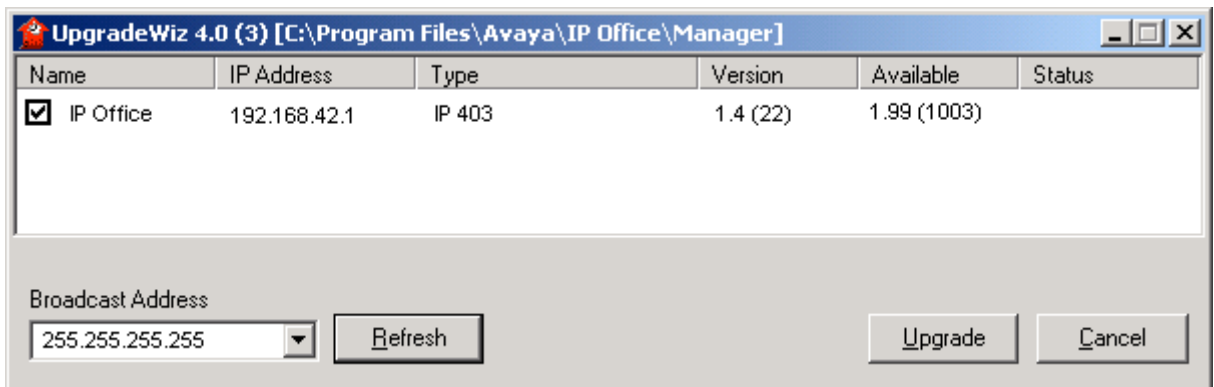 UpgradeWiz 4.0 (3) [C:\Program Files\Avaya\IP Office\Manager]
Name IP Address Type Version Available Status
IP Office 192.168.42.1 IP 403 1.4 (22) 1.99 (1003)
Broadcast Address
255.255.255.255 Refresh Upgrade Cancel